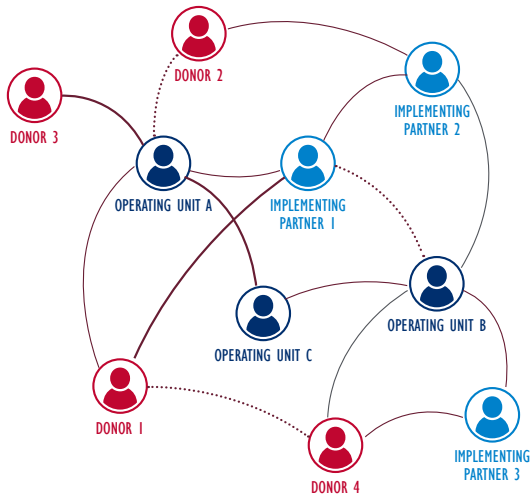 DONOR 2
IMPLEMENTING
PARTNER 2
DONOR 3
OPERATING UNIT A
IMPLEMENTING
PARTNER 1
OPERATING UNIT B
OPERATING UNIT C
DONOR 1
IMPLEMENTING
PARTNER 3
DONOR 4